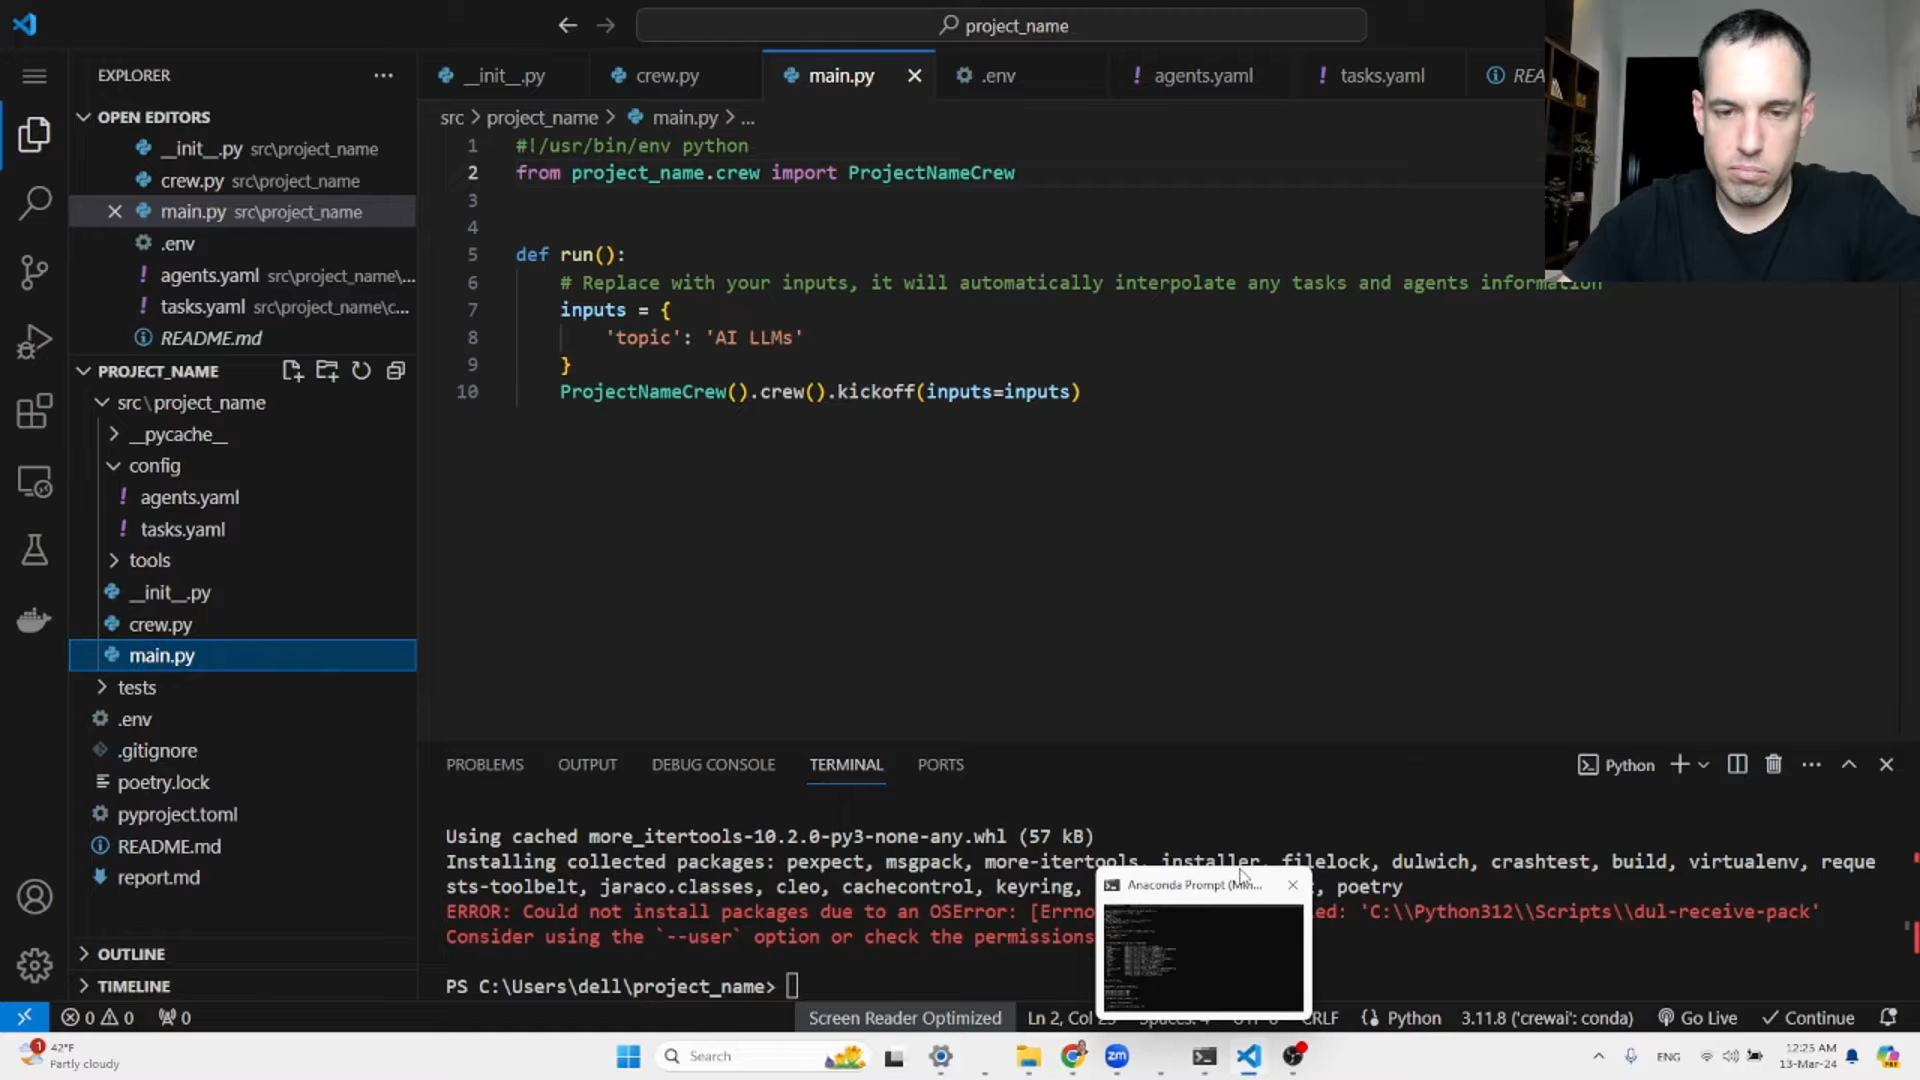 project_name
EXPLORER
OPEN EDITORS
__init__.py src\project_name
crew.py src\project_name
main.py src\project_name
.env
agents.yaml src\project_name\...
tasks.yaml src\project_name\c...
README.md
PROJECT_NAME
src\project_name
__pycache__
config
agents.yaml
tasks.yaml
tools
__init__.py
crew.py
main.py
tests
.env
.gitignore
poetry.lock
pyproject.toml
README.md
report.md
OUTLINE
TIMELINE
__init__.py crew.py main.py .env agents.yaml tasks.yaml REA
src > project_name > main.py > ...
1 #!/usr/bin/env python
2 from project_name.crew import ProjectNameCrew
3
4
5 def run():
6 # Replace with your inputs, it will automatically interpolate any tasks and agents information
7 inputs = {
8 'topic': 'AI LLMs'
9 }
10 ProjectNameCrew().crew().kickoff(inputs=inputs)
PROBLEMS OUTPUT DEBUG CONSOLE TERMINAL PORTS
Python
Using cached more_itertools-10.2.0-py3-none-any.whl (57 kB)
Installing collected packages: pexpect, msgpack, more-itertools, installer, filelock, dulwich, crashtest, build, virtualenv, reque
sts-toolbelt, jaraco.classes, cleo, cachecontrol, keyring, , poetry
ERROR: Could not install packages due to an OSError: [Errno ed: 'C:\\Python312\\Scripts\\dul-receive-pack'
Consider using the `--user` option or check the permissions
PS C:\Users\dell\project_name>
Anaconda Prompt (Min...
0 0 0
Screen Reader Optimized Ln 2, Col CRLF Python 3.11.8 ('crewai': conda) Go Live Continue
1
42°F
Partly cloudy
Search
zm
ENG
12:25 AM
13-Mar-24